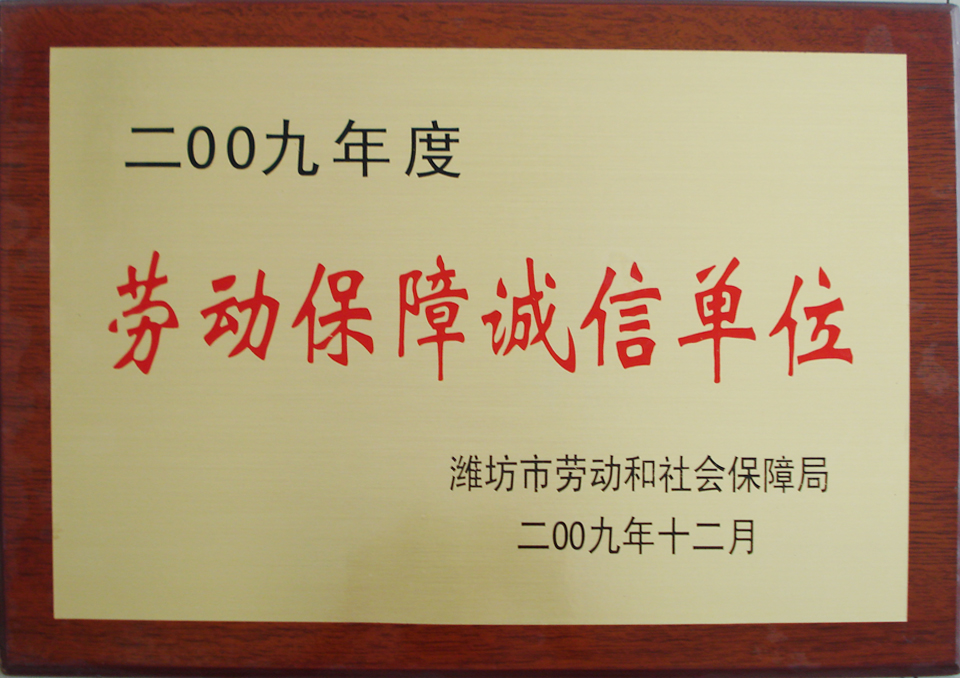 二00九年度
劳动保障诚信单位
潍坊市劳动和社会保障局
二00九年十二月